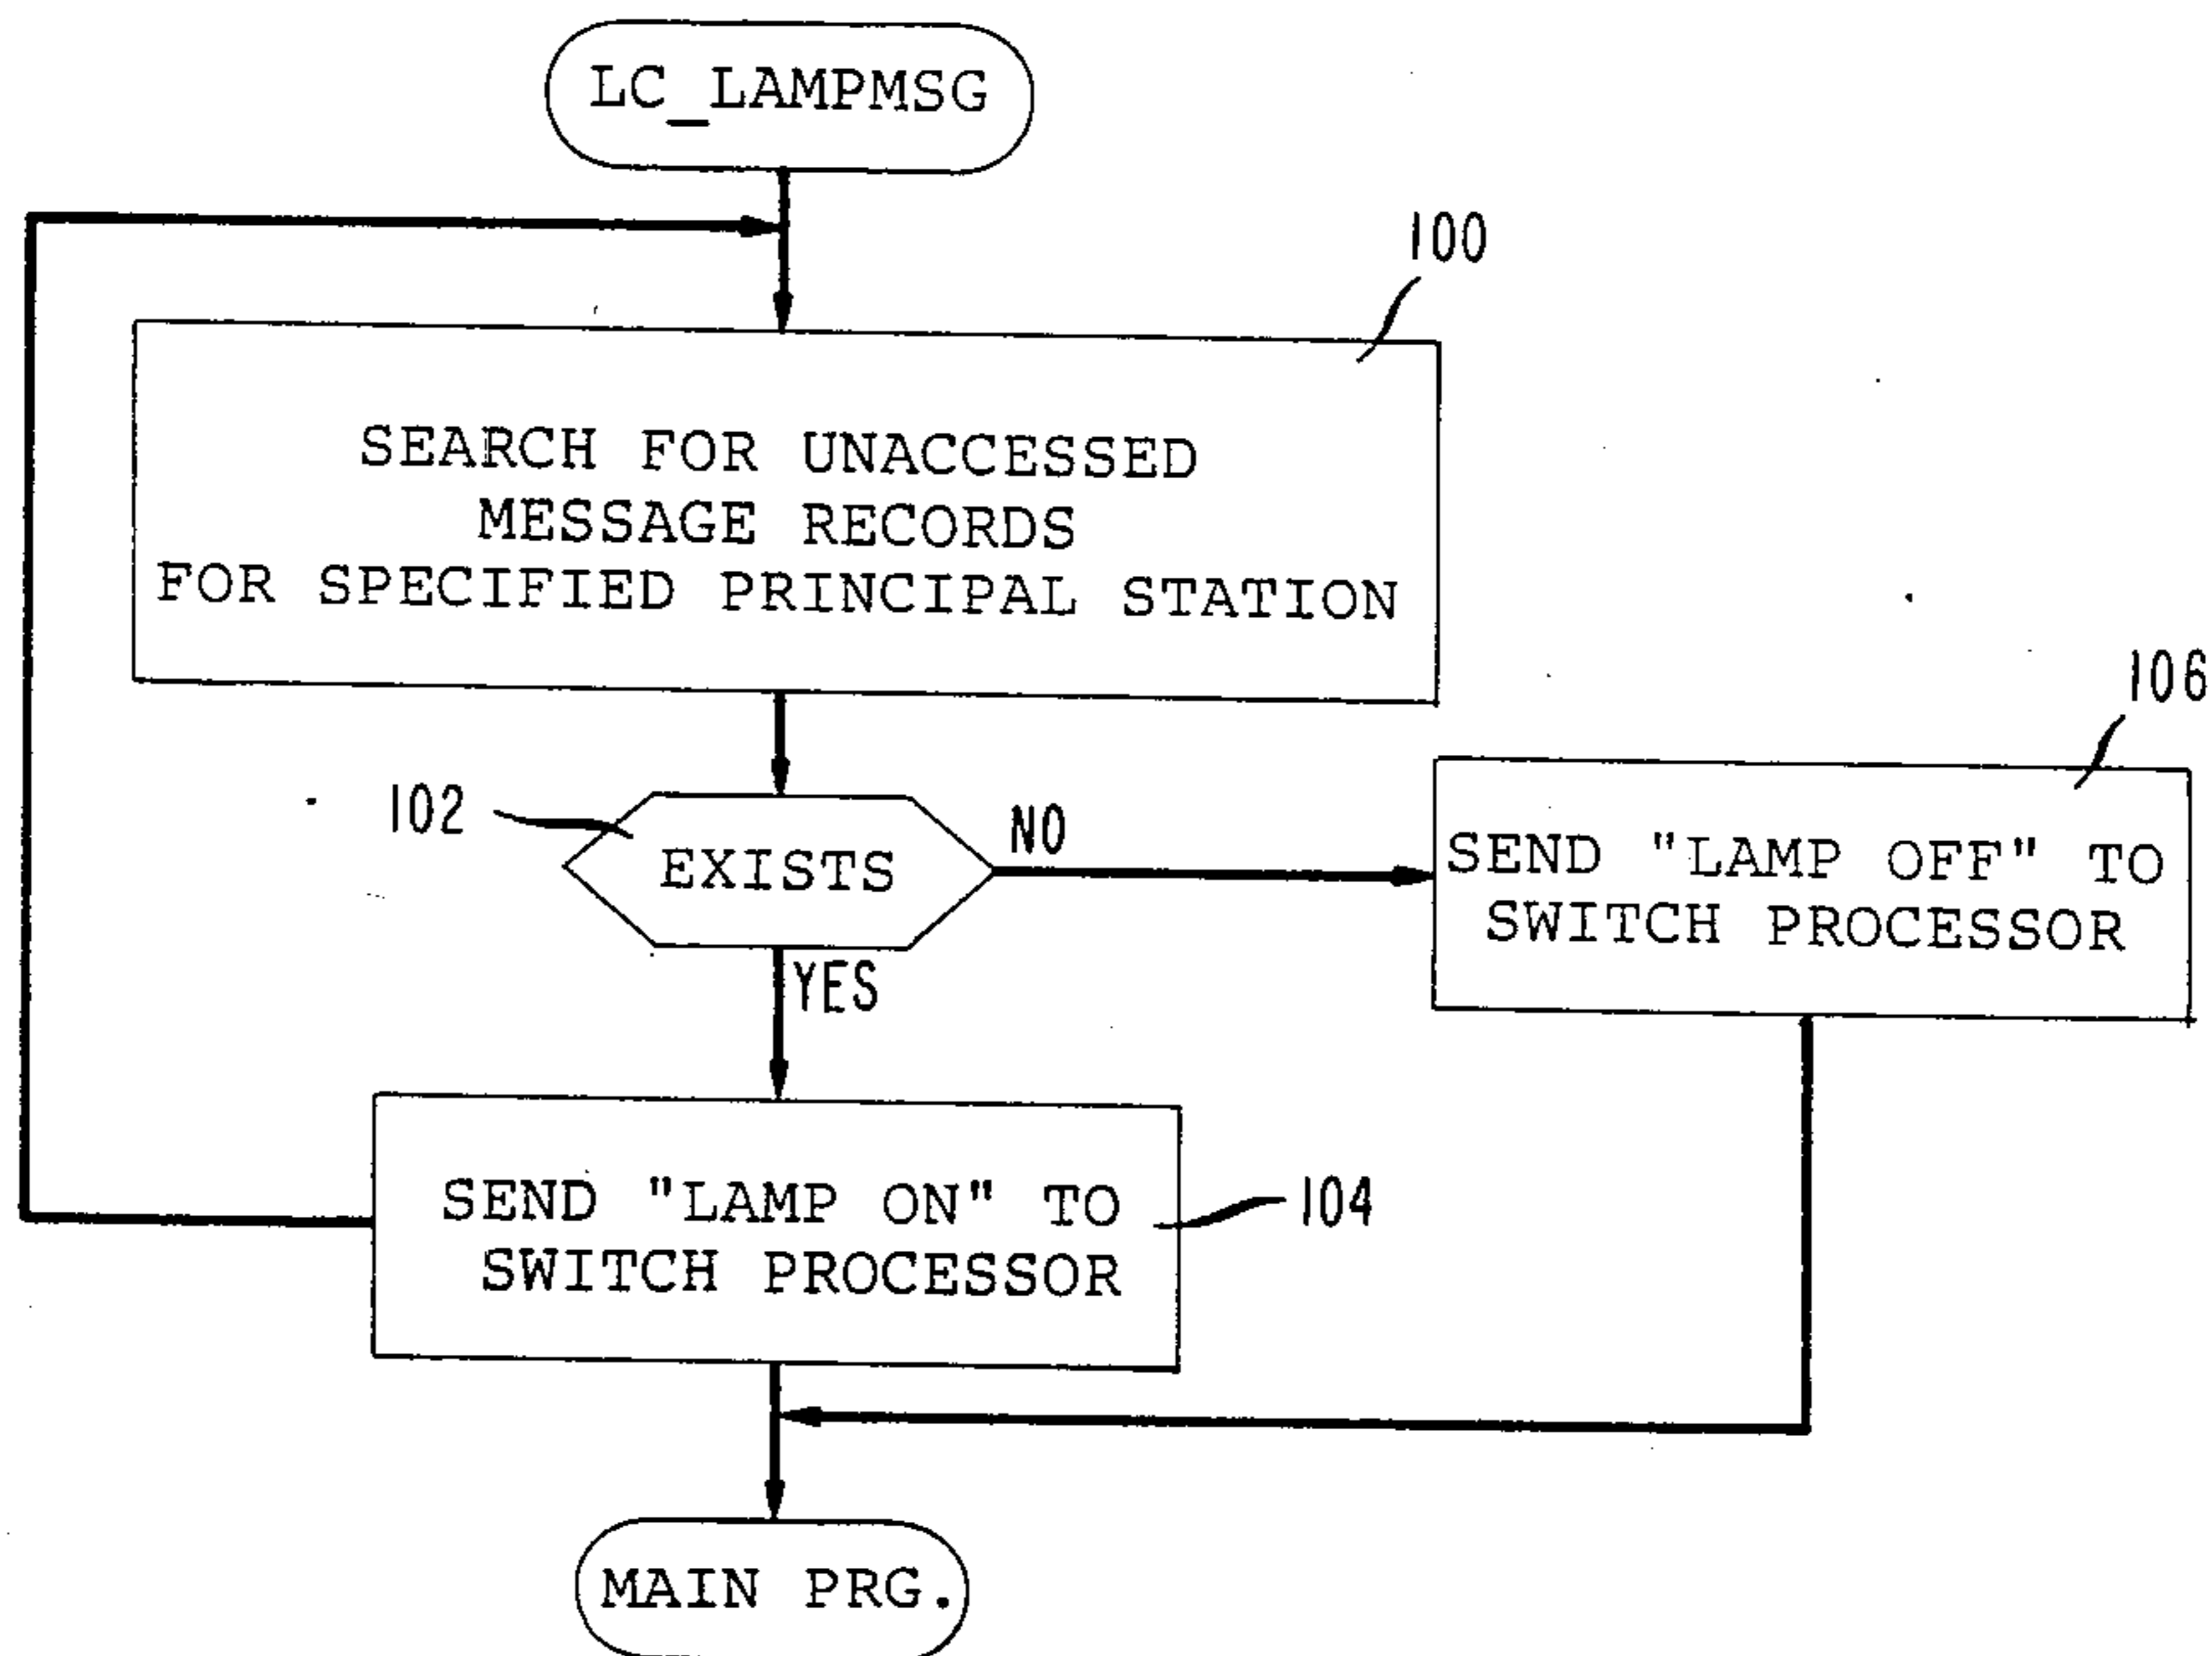 LC_LAMPMSG
100
SEARCH FOR UNACCESSED
MESSAGE RECORDS
FOR SPECIFIED PRINCIPAL STATION
106
102
EXISTS
NO
SEND "LAMP OFF" TO
SWITCH PROCESSOR
YES
SEND "LAMP ON" TO
SWITCH PROCESSOR
104
MAIN PRG.